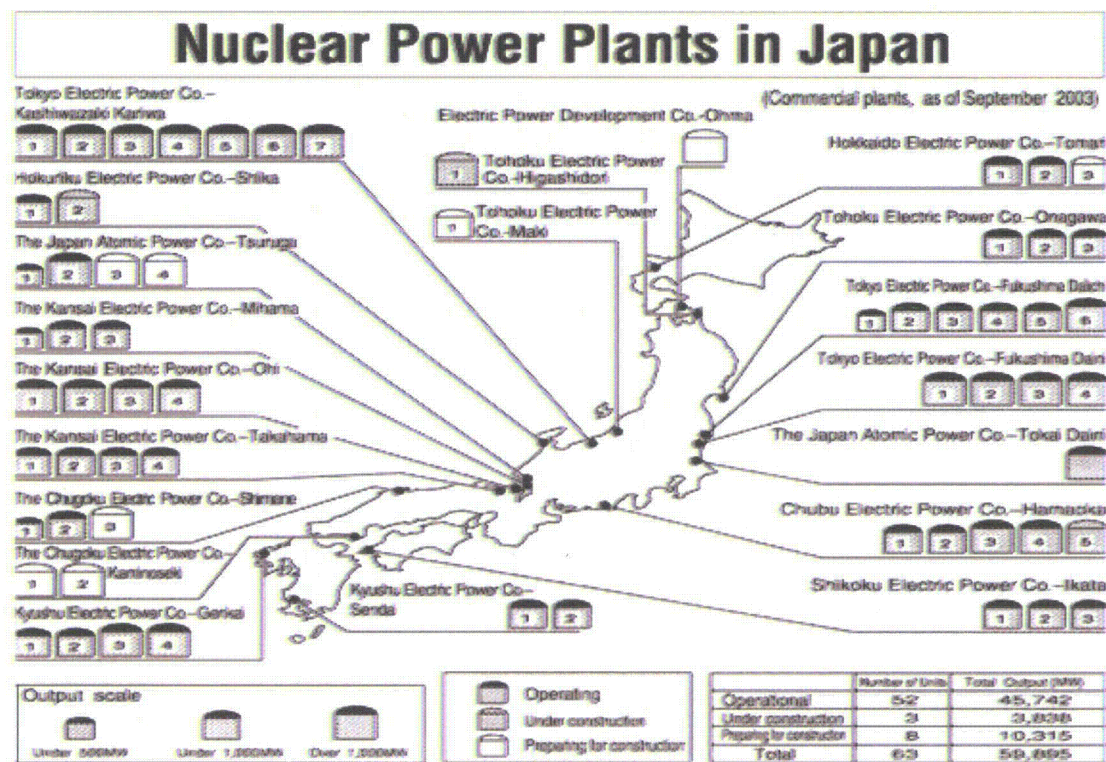 Nuclear Power Plants in Japan
(Commercial plants, as of September 2003)
Tokyo Electric Power Co.–
Kashiwazaki Kariwa
1 2 3 4 5 6 7
Hokuriku Electric Power Co.–Shika
1 2
The Japan Atomic Power Co.–Tsuruga
1 2 3 4
The Kansai Electric Power Co.–Mihama
1 2 3
The Kansai Electric Power Co.–Ohi
1 2 3 4
The Kansai Electric Power Co.–Takahama
1 2 3 4
The Chugoku Electric Power Co.–Shimane
1 2 3
The Chugoku Electric Power Co.–
Kaminoseki
1 2
Kyushu Electric Power Co.–Genkai
1 2 3 4
Electric Power Development Co.–Ohma
1
Tohoku Electric Power
Co.–Higashidori
1
Tohoku Electric Power
Co.–Maki
Kyushu Electric Power Co.–
Sendai
1 2
Hokkaido Electric Power Co.–Tomari
1 2 3
Tohoku Electric Power Co.–Onagawa
1 2 3
Tokyo Electric Power Co.–Fukushima Daiichi
1 2 3 4 5 6
Tokyo Electric Power Co.–Fukushima Daini
1 2 3 4
The Japan Atomic Power Co.–Tokai Daini
Chubu Electric Power Co.–Hamaoka
1 2 3 4 5
Shikoku Electric Power Co.–Ikata
1 2 3
Output scale
Under 500MW Under 1,000MW Over 1,000MW
Operating
Under construction
Preparing for construction
Number of Units Total Output (MW)
Operational 52 45,742
Under construction 3 3,838
Preparing for construction 8 10,315
Total 63 59,895